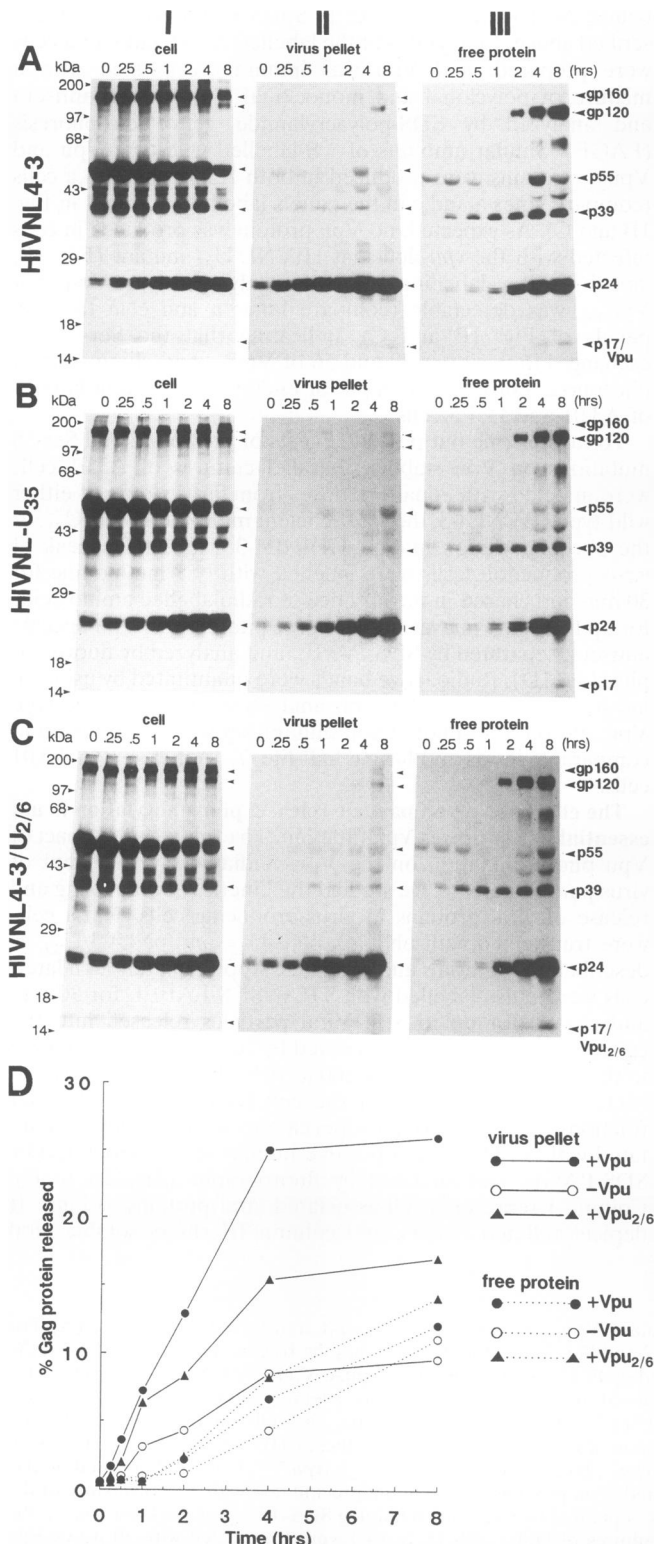 I II III
A
cell virus pellet free protein
kDa 0 .25 .5 1 2 4 8 0 .25 .5 1 2 4 8 0 .25 .5 1 2 4 8 (hrs)
200
97
68
43
29
18
14
gp160
gp120
p55
p39
p24
p17/
Vpu
HIVNL4-3
B
cell virus pellet free protein
kDa 0 .25 .5 1 2 4 8 0 .25 .5 1 2 4 8 0 .25 .5 1 2 4 8 (hrs)
200
97
68
43
29
18
14
gp160
gp120
p55
p39
p24
p17
HIVNL-U35
C
cell virus pellet free protein
kDa 0 .25 .5 1 2 4 8 0 .25 .5 1 2 4 8 0 .25 .5 1 2 4 8 (hrs)
200
97
68
43
29
18
14
gp160
gp120
p55
p39
p24
p17/
Vpu2/6
HIVNL4-3/U2/6
D
30
20
10
0
% Gag protein released
0 2 4 6 8
Time (hrs)
virus pellet
+Vpu
−Vpu
+Vpu2/6
free protein
+Vpu
−Vpu
+Vpu2/6